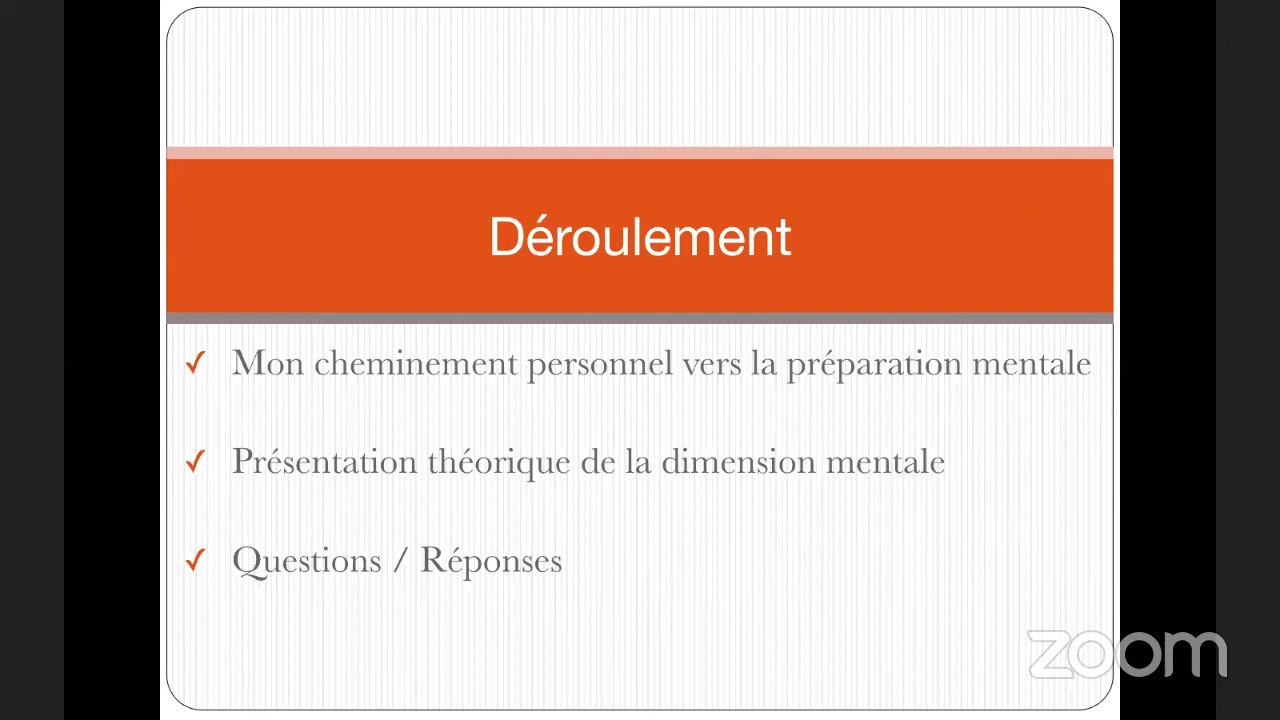 Déroulement
✓ Mon cheminement personnel vers la préparation mentale
✓ Présentation théorique de la dimension mentale
✓ Questions / Réponses
zoom